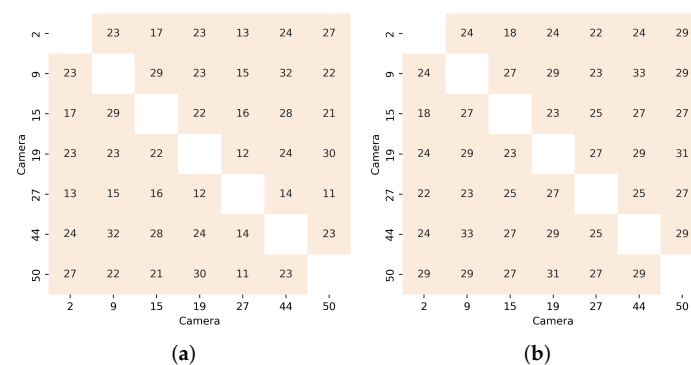 2 23 17 23 13 24 27
9 23 29 23 15 32 22
15 17 29 22 16 28 21
19 23 23 22 12 24 30
27 13 15 16 12 14 11
44 24 32 28 24 14 23
50 27 22 21 30 11 23
2 9 15 19 27 44 50
Camera
Camera
(a)
2 24 18 24 22 24 29
9 24 27 29 23 33 29
15 18 27 23 25 27 27
19 24 29 23 27 29 31
27 22 23 25 27 25 27
44 24 33 27 29 25 29
50 29 29 27 31 27 29
2 9 15 19 27 44 50
Camera
Camera
(b)